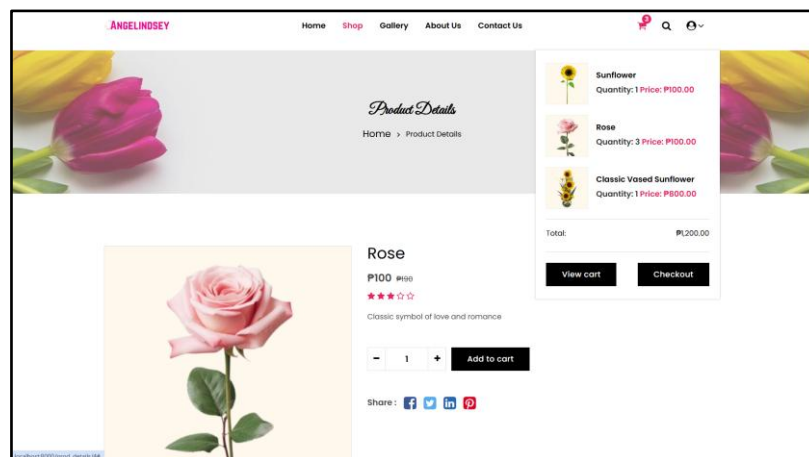 ANGELINDSEY
Home Shop Gallery About Us Contact Us
3
Product Details
Home > Product Details
Sunflower
Quantity: 1 Price: ₱100.00
Rose
Quantity: 3 Price: ₱100.00
Classic Vased Sunflower
Quantity: 1 Price: ₱800.00
Total: ₱1,200.00
View cart Checkout
Rose
₱100 ₱190
Classic symbol of love and romance
- 1 + Add to cart
Share :